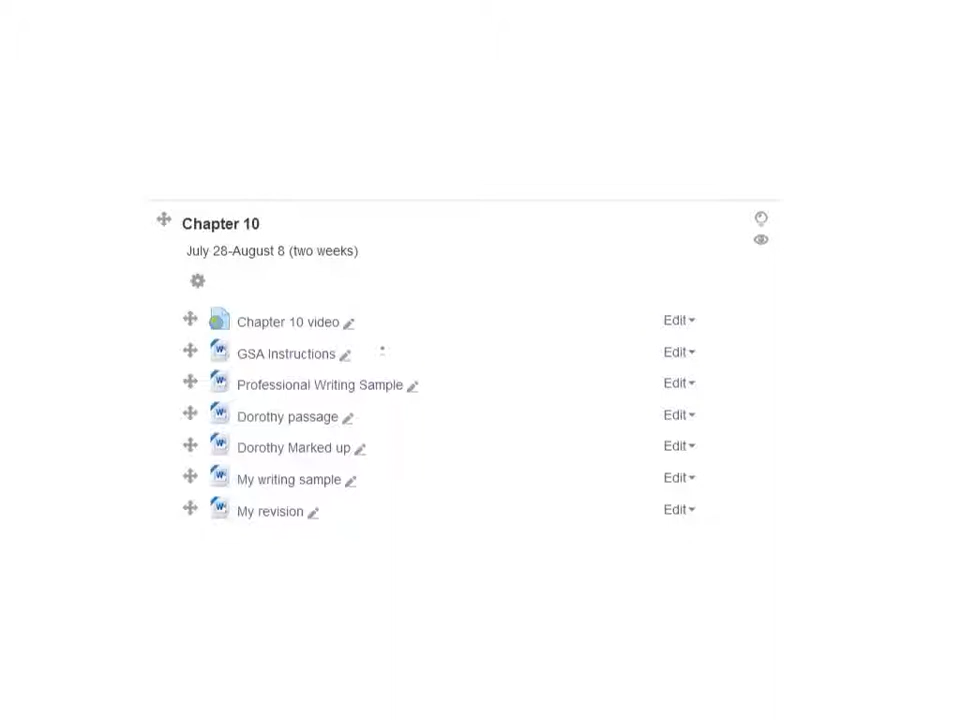 Chapter 10
July 28-August 8 (two weeks)
Chapter 10 video Edit
GSA Instructions Edit
Professional Writing Sample Edit
Dorothy passage Edit
Dorothy Marked up Edit
My writing sample Edit
My revision Edit